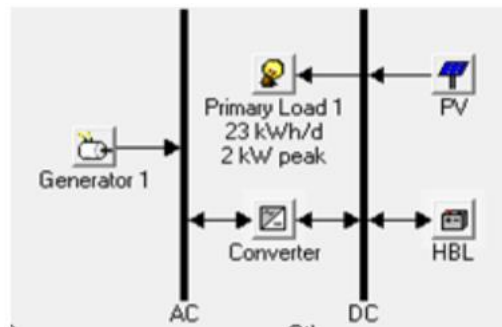 Primary Load 1
23 kWh/d
2 kW peak
PV
Generator 1
Converter
HBL
AC
DC